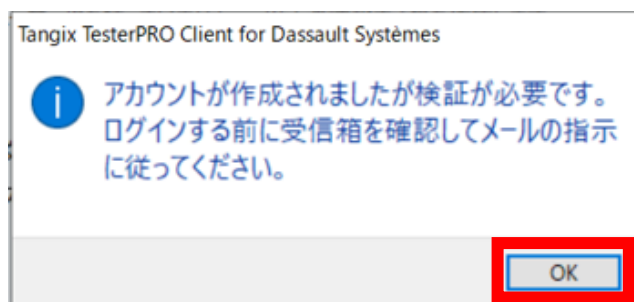 Tangix TesterPRO Client for Dassault Systèmes
アカウントが作成されましたが検証が必要です。
ログインする前に受信箱を確認してメールの指示
に従ってください。
OK